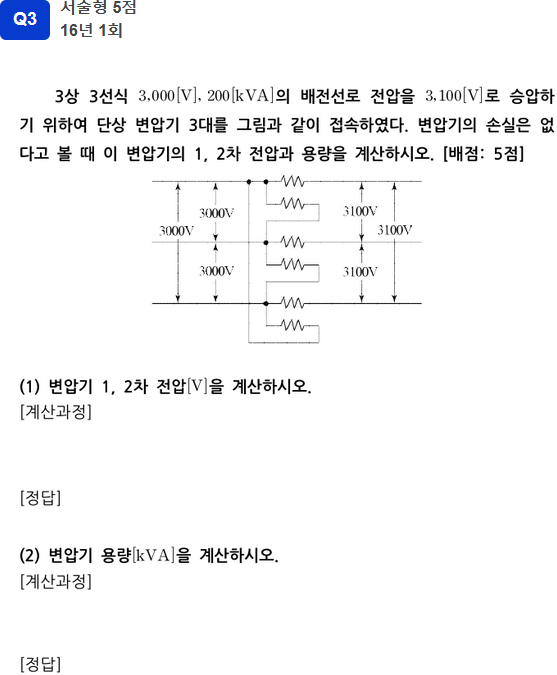 Q3
서술형 5점
16년 1회
3상 3선식 3,000[V], 200[kVA]의 배전선로 전압을 3,100[V]로 승압하
기 위하여 단상 변압기 3대를 그림과 같이 접속하였다. 변압기의 손실은 없
다고 볼 때 이 변압기의 1, 2차 전압과 용량을 계산하시오. [배점: 5점]
3000V
3100V
3000V
3100V
3000V
3100V
(1) 변압기 1, 2차 전압[V]을 계산하시오.
[계산과정]
[정답]
(2) 변압기 용량[kVA]을 계산하시오.
[계산과정]
[정답]